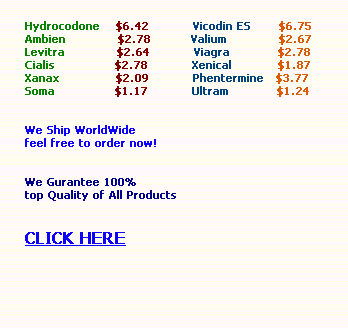 Hydrocodone $6.42 Vicodin ES $6.75
Ambien $2.78 Valium $2.67
Levitra $2.64 Viagra $2.78
Cialis $2.78 Xenical $1.87
Xanax $2.09 Phentermine $3.77
Soma $1.17 Ultram $1.24
We Ship WorldWide
feel free to order now!
We Gurantee 100%
top Quality of All Products
CLICK HERE